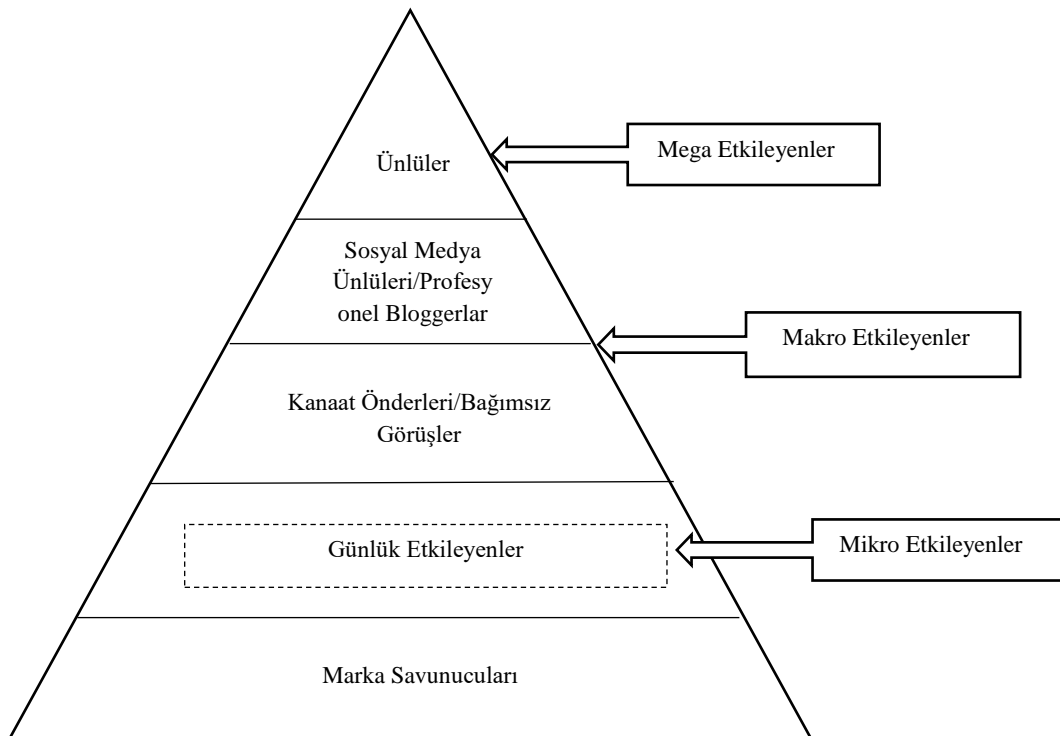 Ünlüler
Mega Etkileyenler
Sosyal Medya
Ünlüleri/Profesy
onel Bloggerlar
Makro Etkileyenler
Kanaat Önderleri/Bağımsız
Görüşler
Günlük Etkileyenler
Mikro Etkileyenler
Marka Savunucuları